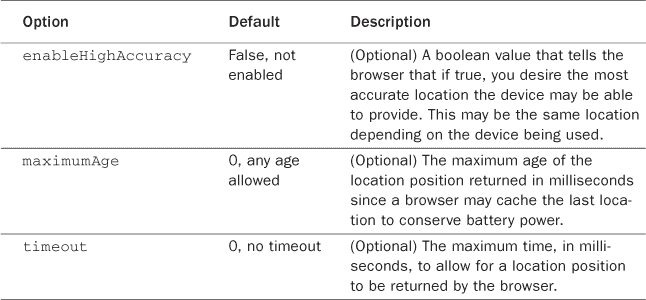 Option Default Description
enableHighAccuracy False, not (Optional) A boolean value that tells the
enabled browser that if true, you desire the most
accurate location the device may be able
to provide. This may be the same location
depending on the device being used.
maximumAge 0, any age (Optional) The maximum age of the
allowed location position returned in milliseconds
since a browser may cache the last loca-
tion to conserve battery power.
timeout 0, no timeout (Optional) The maximum time, in milli-
seconds, to allow for a location position
to be returned by the browser.